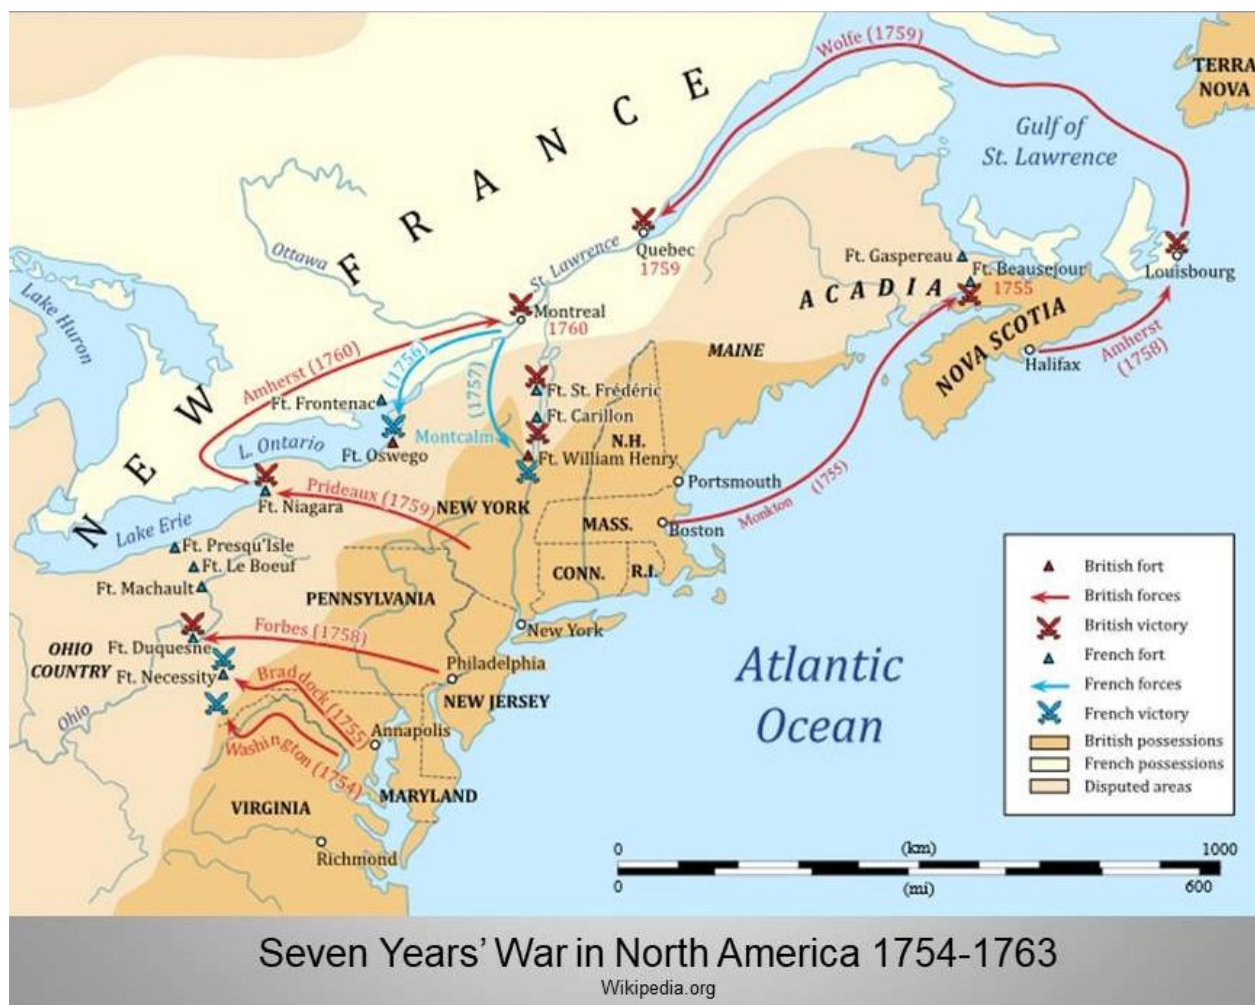 Wolfe (1759)
TERRA
NOVA
Gulf of
St. Lawrence
NEW FRANCE
Ottawa
St. Lawrence
Quebec
1759
Ft. Gaspereau
Ft. Beausejour
1755
Louisbourg
ACADIA
Lake Huron
Montreal
1760
NOVA SCOTIA
Halifax
Amherst
(1758)
MAINE
Amherst (1760)
(1756)
(1757)
Ft. St. Frédéric
Ft. Frontenac
Ft. Carillon
Montcalm
L. Ontario
Ft. Oswego
N.H.
Ft. William Henry
Portsmouth
Prideaux (1759)
Ft. Niagara
NEW YORK
Monkton (1755)
MASS.
Boston
Lake Erie
Ft. Presqu'Isle
Ft. Le Boeuf
Ft. Machault
CONN.
R.I.
PENNSYLVANIA
New York
Forbes (1758)
OHIO
COUNTRY
Ft. Duquesne
Ft. Necessity
Philadelphia
NEW JERSEY
Braddock (1755)
Ohio
Annapolis
Washington (1754)
MARYLAND
VIRGINIA
Richmond
Atlantic
Ocean
British fort
British forces
British victory
French fort
French forces
French victory
British possessions
French possessions
Disputed areas
0 (km) 1000
0 (mi) 600
Seven Years' War in North America 1754-1763
Wikipedia.org